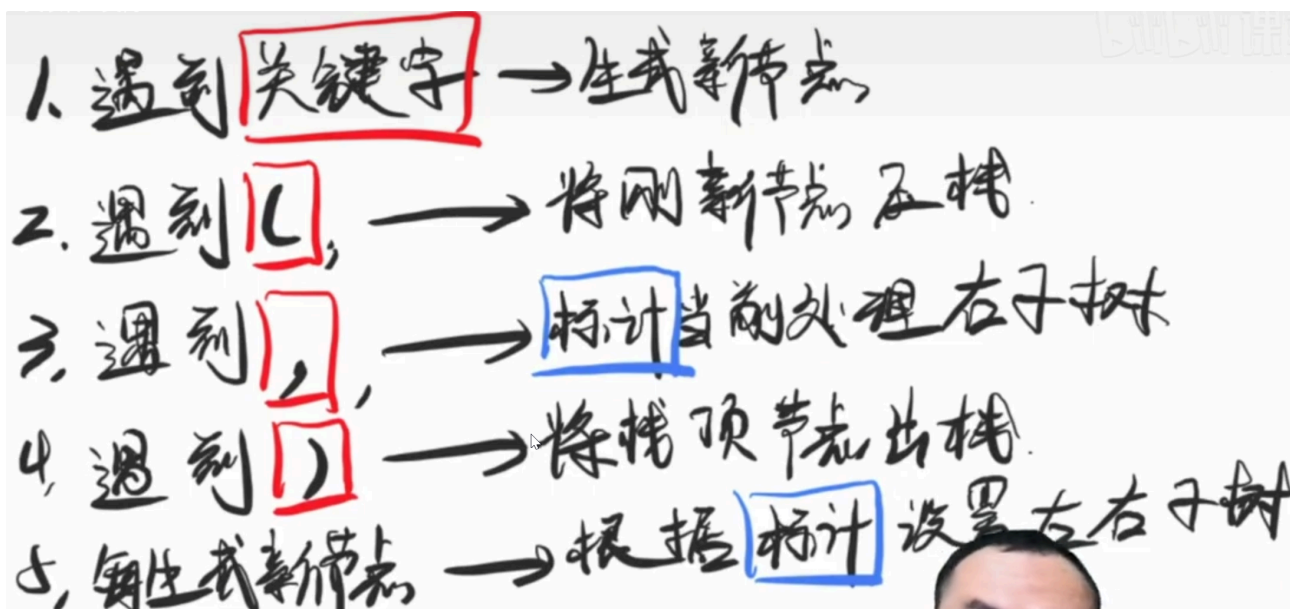 1. 遇到关键字 → 生成新节点
2. 遇到 (, → 将刚新节点压栈.
3. 遇到 , , → 标记当前处理右子树
4. 遇到 ) → 将栈顶节点出栈.
5. 每生成新节点 → 根据标记设置左右子树